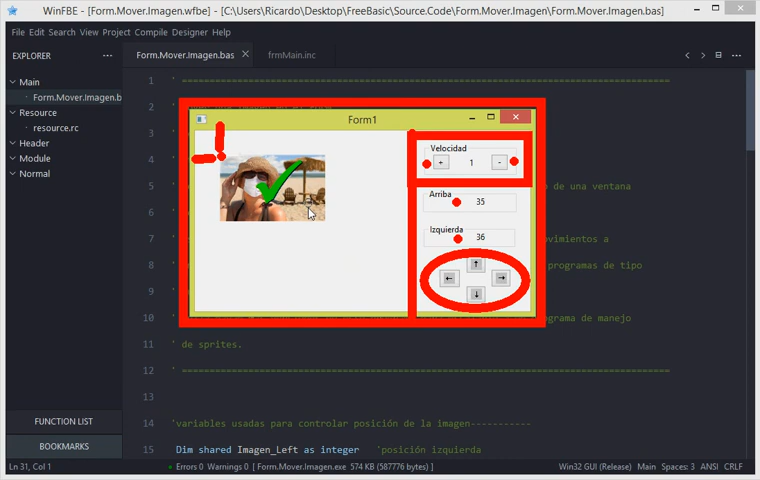 WinFBE - [Form.Mover.Imagen.wfbe] - [C:\Users\Ricardo\Desktop\FreeBasic\Source.Code\Form.Mover.Imagen\Form.Mover.Imagen.bas]
File Edit Search View Project Compile Designer Help
EXPLORER
Form.Mover.Imagen.bas
frmMain.inc
Main
Form.Mover.Imagen.b
Resource
resource.rc
Header
Module
Normal
1 ' ======================================================================
2
3
4 de una ventana
5
6
7 movimientos a
8 programas de tipo
9
10 programa de manejo
11 ' de sprites.
12 ' ======================================================================
13
14 'variables usadas para controlar posición de la imagen-----------
15 Dim shared Imagen_Left as integer 'posición izquierda
Form1
Velocidad
+ 1 -
Arriba
35
Izquierda
36
↑
← →
↓
FUNCTION LIST
BOOKMARKS
Ln 31, Col 1
Errors 0 Warnings 0 [ Form.Mover.Imagen.exe 574 KB (587776 bytes) ]
Win32 GUI (Release) Main Spaces: 3 ANSI CRLF